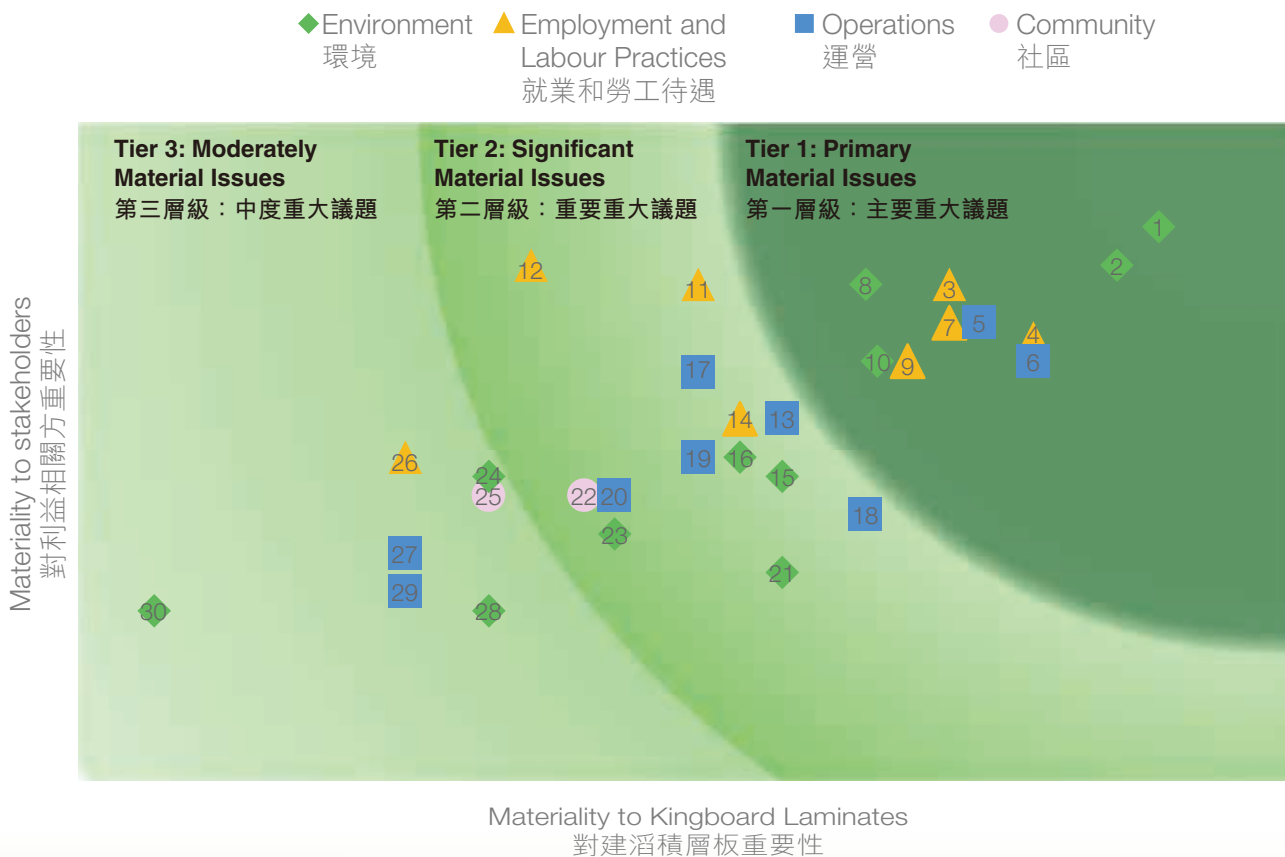 Environment
環境
Employment and
Labour Practices
就業和勞工待遇
Operations
運營
Community
社區
Tier 3: Moderately
Material Issues
第三層級：中度重大議題
Tier 2: Significant
Material Issues
第二層級：重要重大議題
Tier 1: Primary
Material Issues
第一層級：主要重大議題
1
2
12
11
8
3
7
5
4
10
9
6
17
14
13
26
24
19
16
15
25
22
20
18
23
27
21
29
30
28
Materiality to stakeholders
對利益相關方重要性
Materiality to Kingboard Laminates
對建滔積層板重要性